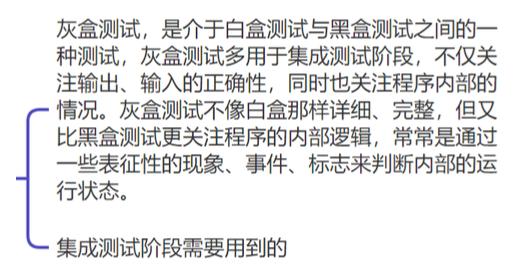 灰盒测试，是介于白盒测试与黑盒测试之间的一
种测试，灰盒测试多用于集成测试阶段，不仅关
注输出、输入的正确性，同时也关注程序内部的
情况。灰盒测试不像白盒那样详细、完整，但又
比黑盒测试更关注程序的内部逻辑，常常是通过
一些表征性的现象、事件、标志来判断内部的运
行状态。
集成测试阶段需要用到的